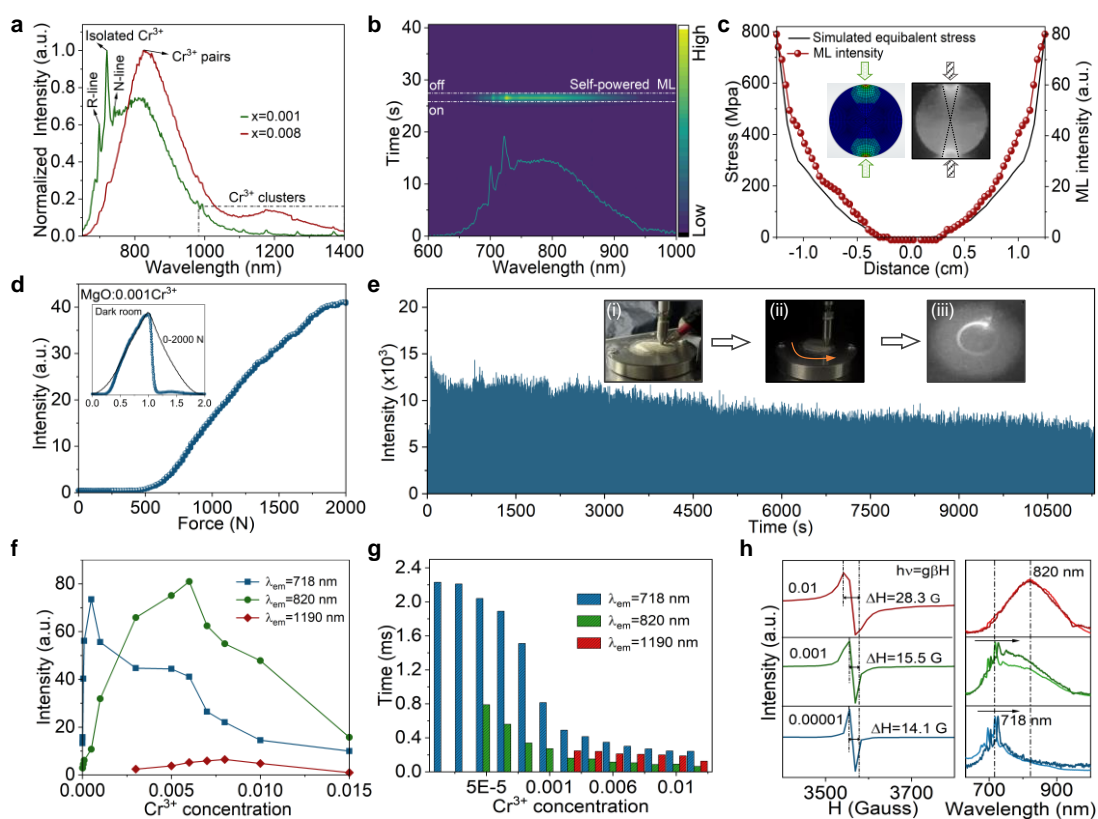 a
Normalized Intensity (a.u.)
1.0
0.8
0.6
0.4
0.2
0.0
Isolated Cr³⁺
R-line
N-line
Cr³⁺ pairs
x=0.001
x=0.008
Cr³⁺ clusters
800 900 1000 1200 1400
Wavelength (nm)
b
Time (s)
40
30
20
10
0
off
on
Self-powered ML
High
Low
600 700 800 900 1000
Wavelength (nm)
c
Stress (Mpa)
800
600
400
200
0
Simulated equibalent stress
ML intensity
ML intensity (a.u.)
80
60
40
20
0
-1.0 -0.5 0.0 0.5 1.0
Distance (cm)
d
Intensity (a.u.)
40
30
20
10
0
MgO:0.001Cr³⁺
Dark room
0-2000 N
0.0 0.5 1.0 1.5 2.0
0 500 1000 1500 2000
Force (N)
e
Intensity (×10³)
20
15
10
5
0
(i)
(ii)
(iii)
0 1500 3000 4500 6000 7500 9000 10500
Time (s)
f
Intensity (a.u.)
80
60
40
20
0
λem=718 nm
λem=820 nm
λem=1190 nm
0.000 0.005 0.010 0.015
Cr³⁺ concentration
g
Time (ms)
2.4
2.0
1.6
1.2
0.8
0.4
0.0
λem=718 nm
λem=820 nm
λem=1190 nm
5E-5 0.001 0.006 0.01
Cr³⁺ concentration
h
Intensity (a.u.)
hν=gβH
0.01
ΔH=28.3 G
0.001
ΔH=15.5 G
0.00001
ΔH=14.1 G
3500 3800
H (Gauss)
820 nm
718 nm
700 900
Wavelength (nm)